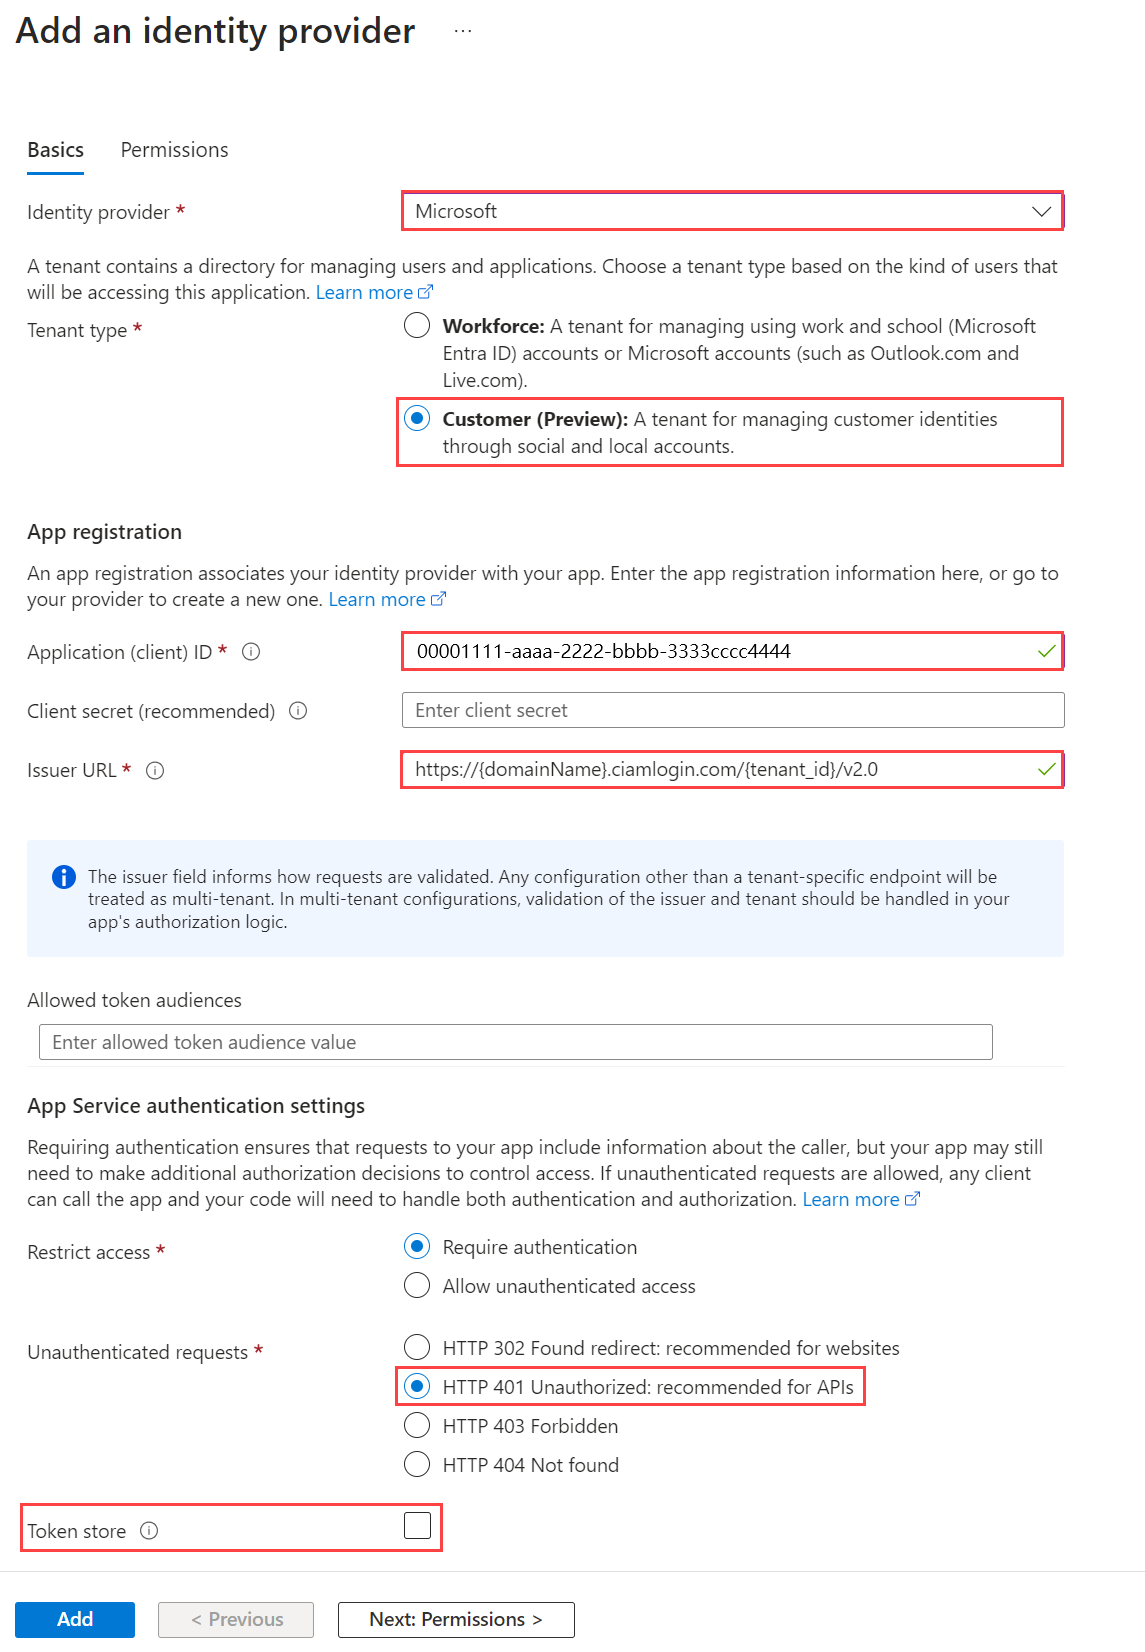 Add an identity provider ...
Basics Permissions
Identity provider * Microsoft
A tenant contains a directory for managing users and applications. Choose a tenant type based on the kind of users that
will be accessing this application. Learn more
Tenant type *
Workforce: A tenant for managing using work and school (Microsoft
Entra ID) accounts or Microsoft accounts (such as Outlook.com and
Live.com).
Customer (Preview): A tenant for managing customer identities
through social and local accounts.
App registration
An app registration associates your identity provider with your app. Enter the app registration information here, or go to
your provider to create a new one. Learn more
Application (client) ID * 00001111-aaaa-2222-bbbb-3333cccc4444
Client secret (recommended) Enter client secret
Issuer URL * https://{domainName}.ciamlogin.com/{tenant_id}/v2.0
The issuer field informs how requests are validated. Any configuration other than a tenant-specific endpoint will be
treated as multi-tenant. In multi-tenant configurations, validation of the issuer and tenant should be handled in your
app's authorization logic.
Allowed token audiences
Enter allowed token audience value
App Service authentication settings
Requiring authentication ensures that requests to your app include information about the caller, but your app may still
need to make additional authorization decisions to control access. If unauthenticated requests are allowed, any client
can call the app and your code will need to handle both authentication and authorization. Learn more
Restrict access * Require authentication
Allow unauthenticated access
Unauthenticated requests * HTTP 302 Found redirect: recommended for websites
HTTP 401 Unauthorized: recommended for APIs
HTTP 403 Forbidden
HTTP 404 Not found
Token store
Add < Previous Next: Permissions >